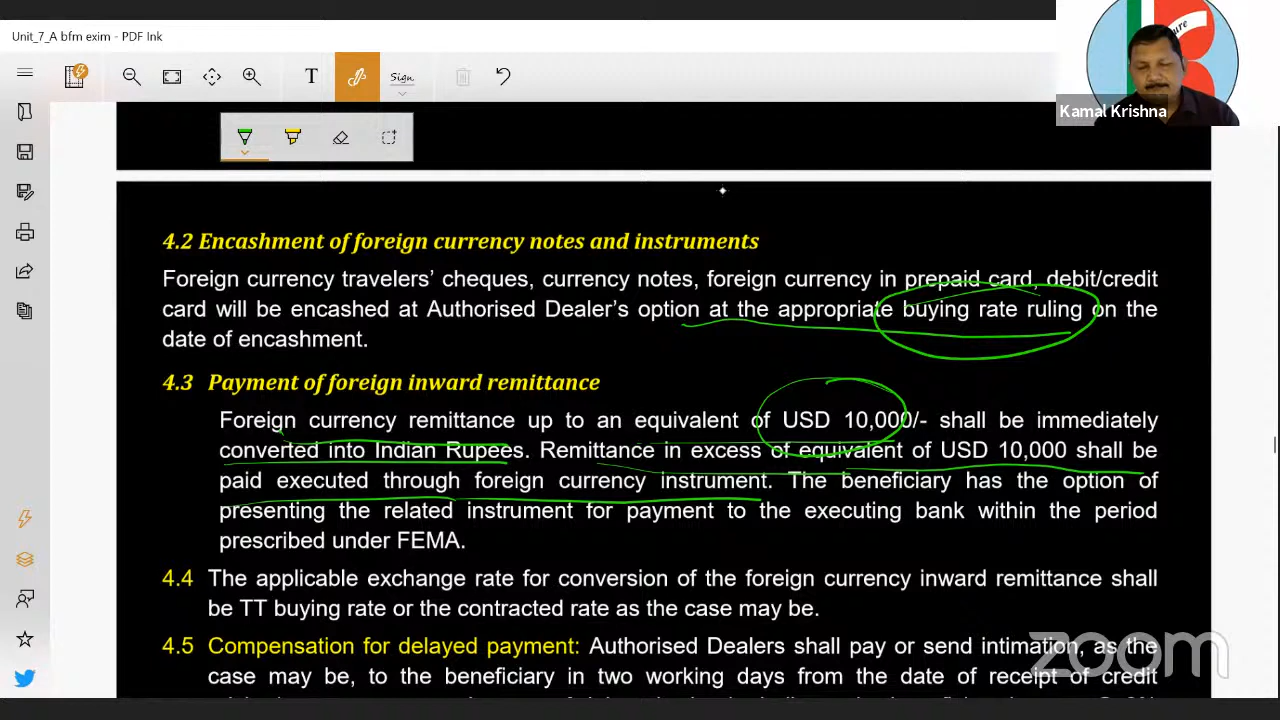 Unit_7_A bfm exim - PDF Ink
ure
T
Sign
Kamal Krishna
4.2 Encashment of foreign currency notes and instruments
Foreign currency travelers' cheques, currency notes, foreign currency in prepaid card, debit/credit
card will be encashed at Authorised Dealer's option at the appropriate buying rate ruling on the
date of encashment.
4.3 Payment of foreign inward remittance
Foreign currency remittance up to an equivalent of USD 10,000/- shall be immediately
converted into Indian Rupees. Remittance in excess of equivalent of USD 10,000 shall be
paid executed through foreign currency instrument. The beneficiary has the option of
presenting the related instrument for payment to the executing bank within the period
prescribed under FEMA.
4.4 The applicable exchange rate for conversion of the foreign currency inward remittance shall
be TT buying rate or the contracted rate as the case may be.
4.5 Compensation for delayed payment: Authorised Dealers shall pay or send intimation, as the
case may be, to the beneficiary in two working days from the date of receipt of credit
zoom